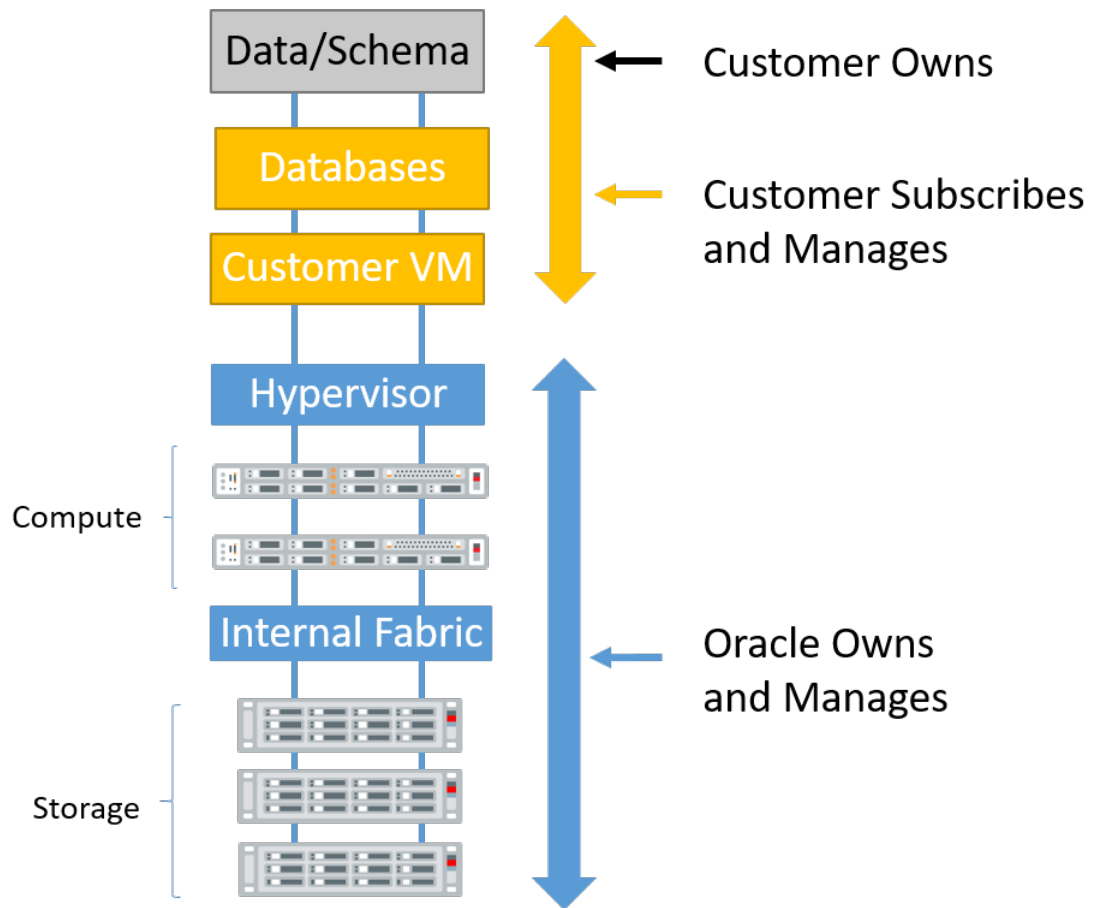 Data/Schema
Customer Owns
Databases
Customer Subscribes
and Manages
Customer VM
Hypervisor
Compute
Internal Fabric
Oracle Owns
and Manages
Storage